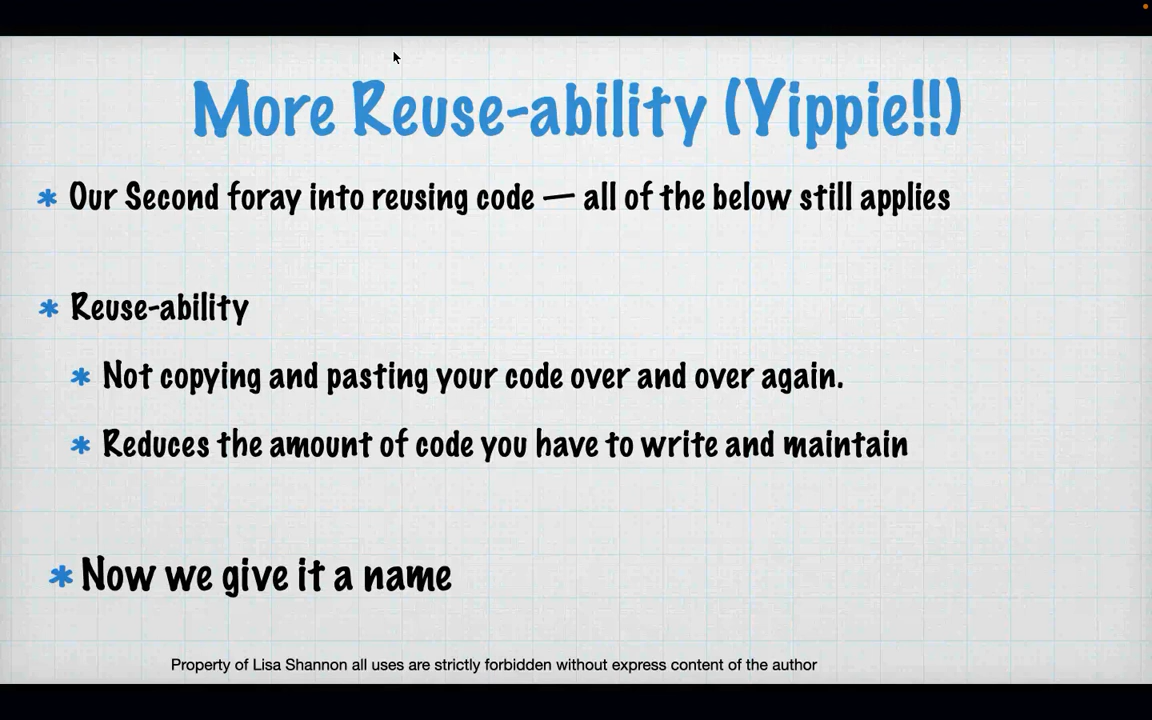 More Reuse-ability (Yippie!!)
* Our Second foray into reusing code — all of the below still applies
* Reuse-ability
* Not copying and pasting your code over and over again.
* Reduces the amount of code you have to write and maintain
* Now we give it a name
Property of Lisa Shannon all uses are strictly forbidden without express content of the author